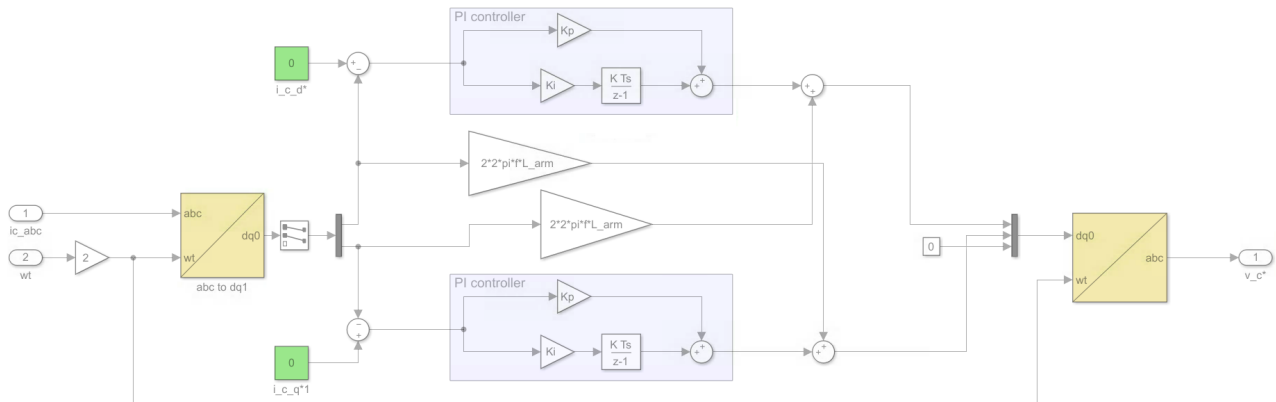 PI controller
Kp
0
i_c_d*
+
−
Ki
K Ts
z-1
+
+
+
+
2*2*pi*f*L_arm
1
ic_abc
abc
dq0
wt
abc to dq1
2*2*pi*f*L_arm
2
wt
2
0
dq0
abc
wt
1
v_c*
PI controller
Kp
−
+
Ki
K Ts
z-1
+
+
+
+
0
i_c_q*1